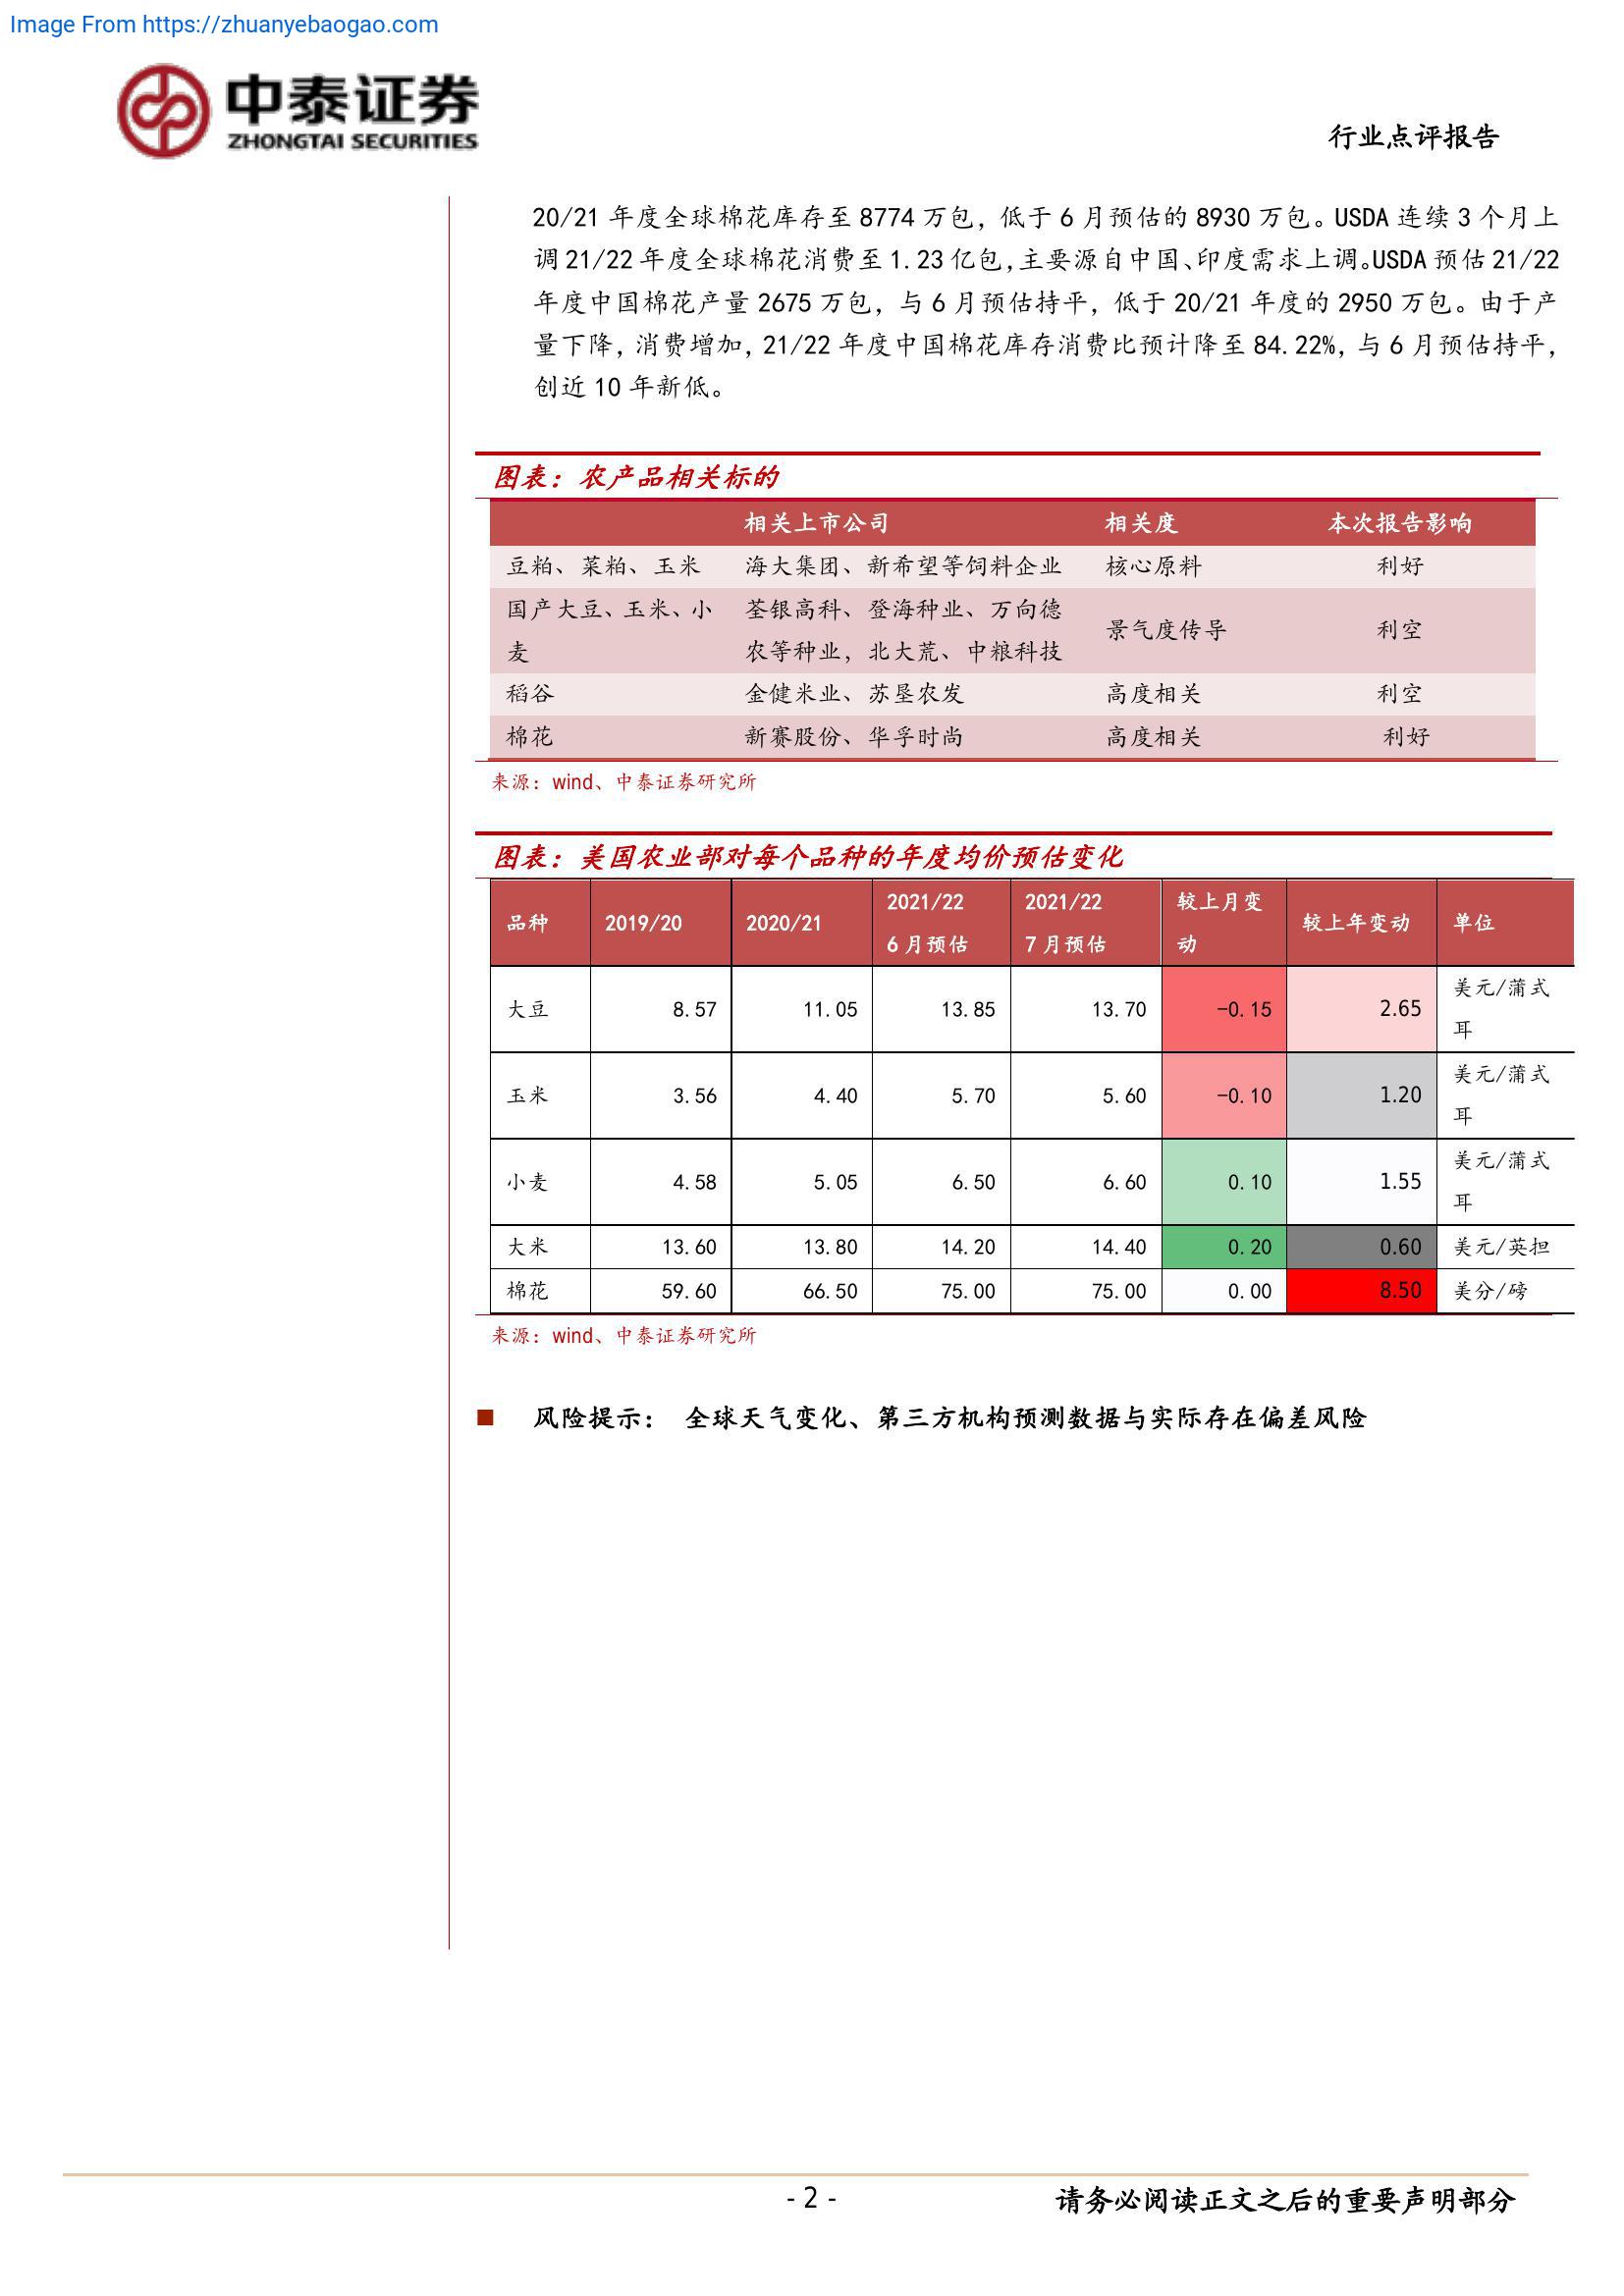 Image From https://zhuanyebaogao.com
中泰证券
ZHONGTAI SECURITIES
行业点评报告
20/21 年度全球棉花库存至 8774 万包，低于 6 月预估的 8930 万包。USDA 连续 3 个月上
调 21/22 年度全球棉花消费至 1.23 亿包,主要源自中国、印度需求上调。USDA 预估 21/22
年度中国棉花产量 2675 万包，与 6 月预估持平，低于 20/21 年度的 2950 万包。由于产
量下降，消费增加，21/22 年度中国棉花库存消费比预计降至 84.22%，与 6 月预估持平，
创近 10 年新低。
图表：农产品相关标的
相关上市公司 相关度 本次报告影响
豆粕、菜粕、玉米 海大集团、新希望等饲料企业 核心原料 利好
国产大豆、玉米、小 荃银高科、登海种业、万向德
景气度传导 利空
麦 农等种业，北大荒、中粮科技
稻谷 金健米业、苏垦农发 高度相关 利空
棉花 新赛股份、华孚时尚 高度相关 利好
来源：wind、中泰证券研究所
图表：美国农业部对每个品种的年度均价预估变化
2021/22 2021/22 较上月变
品种 2019/20 2020/21 较上年变动 单位
6 月预估 7 月预估 动
美元/蒲式
大豆 8.57 11.05 13.85 13.70 -0.15 2.65
耳
美元/蒲式
玉米 3.56 4.40 5.70 5.60 -0.10 1.20
耳
美元/蒲式
小麦 4.58 5.05 6.50 6.60 0.10 1.55
耳
大米 13.60 13.80 14.20 14.40 0.20 0.60 美元/英担
棉花 59.60 66.50 75.00 75.00 0.00 8.50 美分/磅
来源：wind、中泰证券研究所
■ 风险提示： 全球天气变化、第三方机构预测数据与实际存在偏差风险
- 2 - 请务必阅读正文之后的重要声明部分